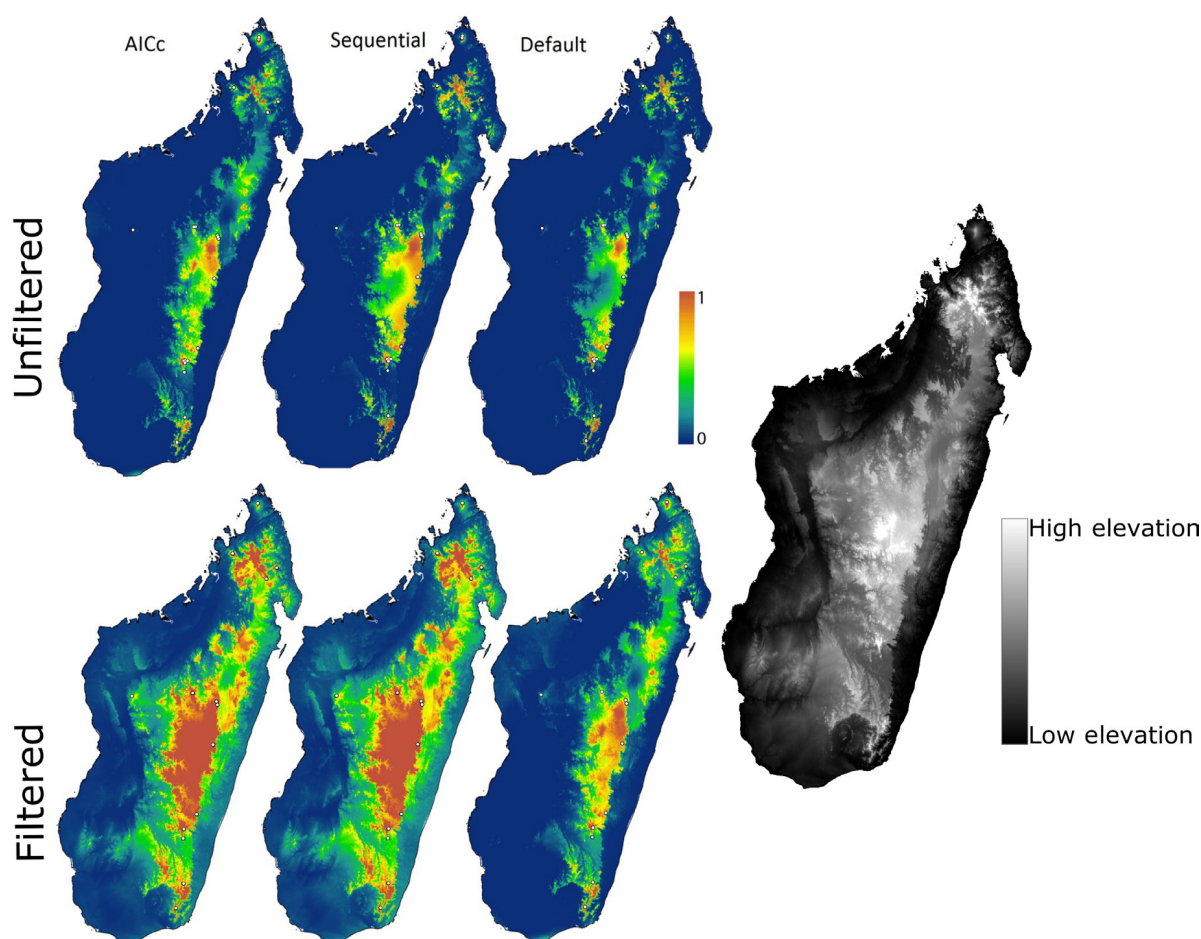 AICc
Sequential
Default
Unfiltered
1
0
High elevation
Low elevation
Filtered